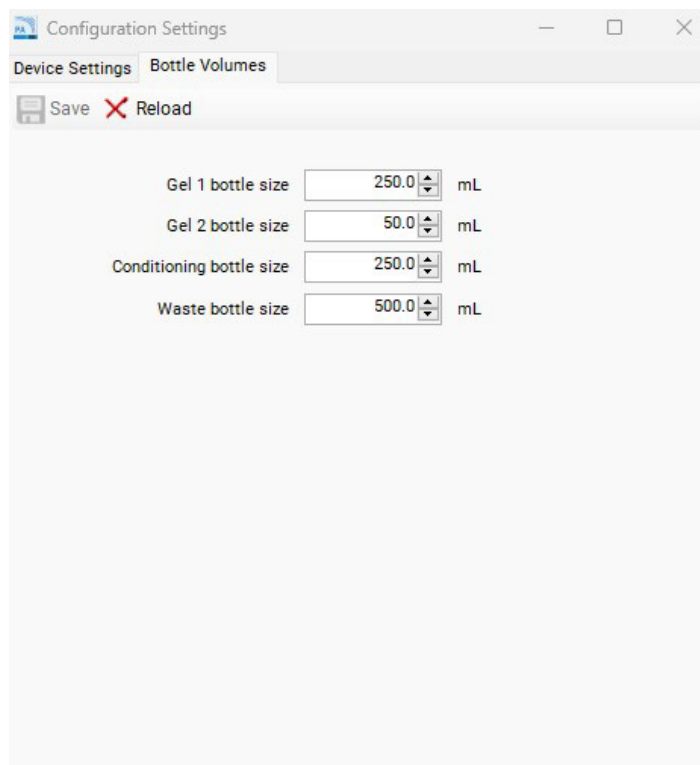 PA Configuration Settings
Device Settings Bottle Volumes
Save Reload
Gel 1 bottle size 250.0 mL
Gel 2 bottle size 50.0 mL
Conditioning bottle size 250.0 mL
Waste bottle size 500.0 mL